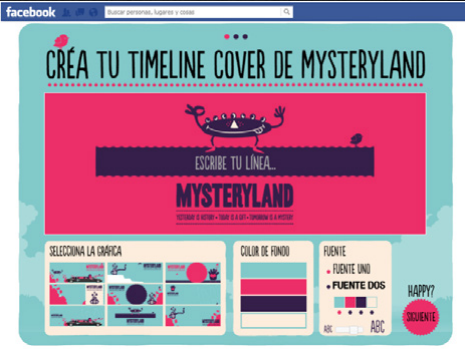 facebook
Buscar personas, lugares y cosas
CRÉA TU TIMELINE COVER DE MYSTERYLAND
ESCRIBE TU LÍNEA...
MYSTERYLAND
YESTERDAY IS HISTORY • TODAY IS A GIFT • TOMORROW IS A MYSTERY
SELECCIONA LA GRÁFICA
COLOR DE FONDO
FUENTE
FUENTE UNO
FUENTE DOS
ABC
ABC
HAPPY?
SIGUIENTE